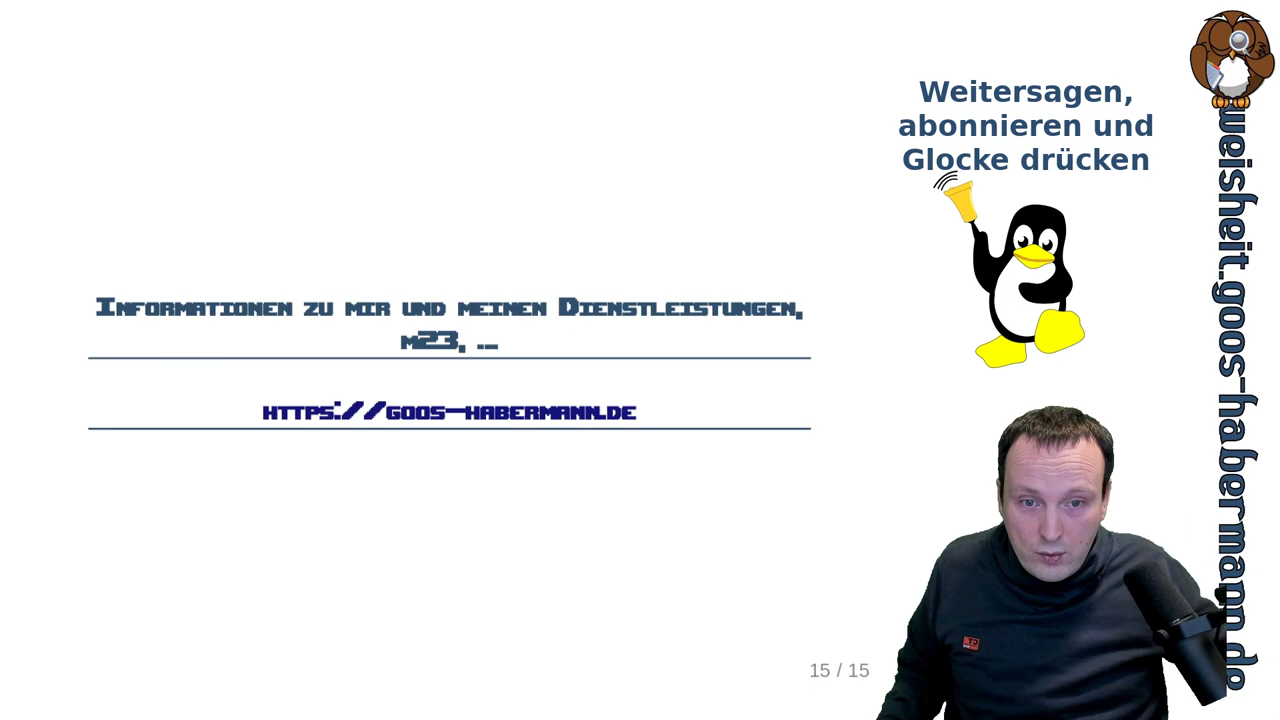 Weitersagen,
abonnieren und
Glocke drücken
Informationen zu mir und meinen Dienstleistungen,
m23, ...
https://goos-habermann.de
15 / 15
weisheit.goos-habermann.de